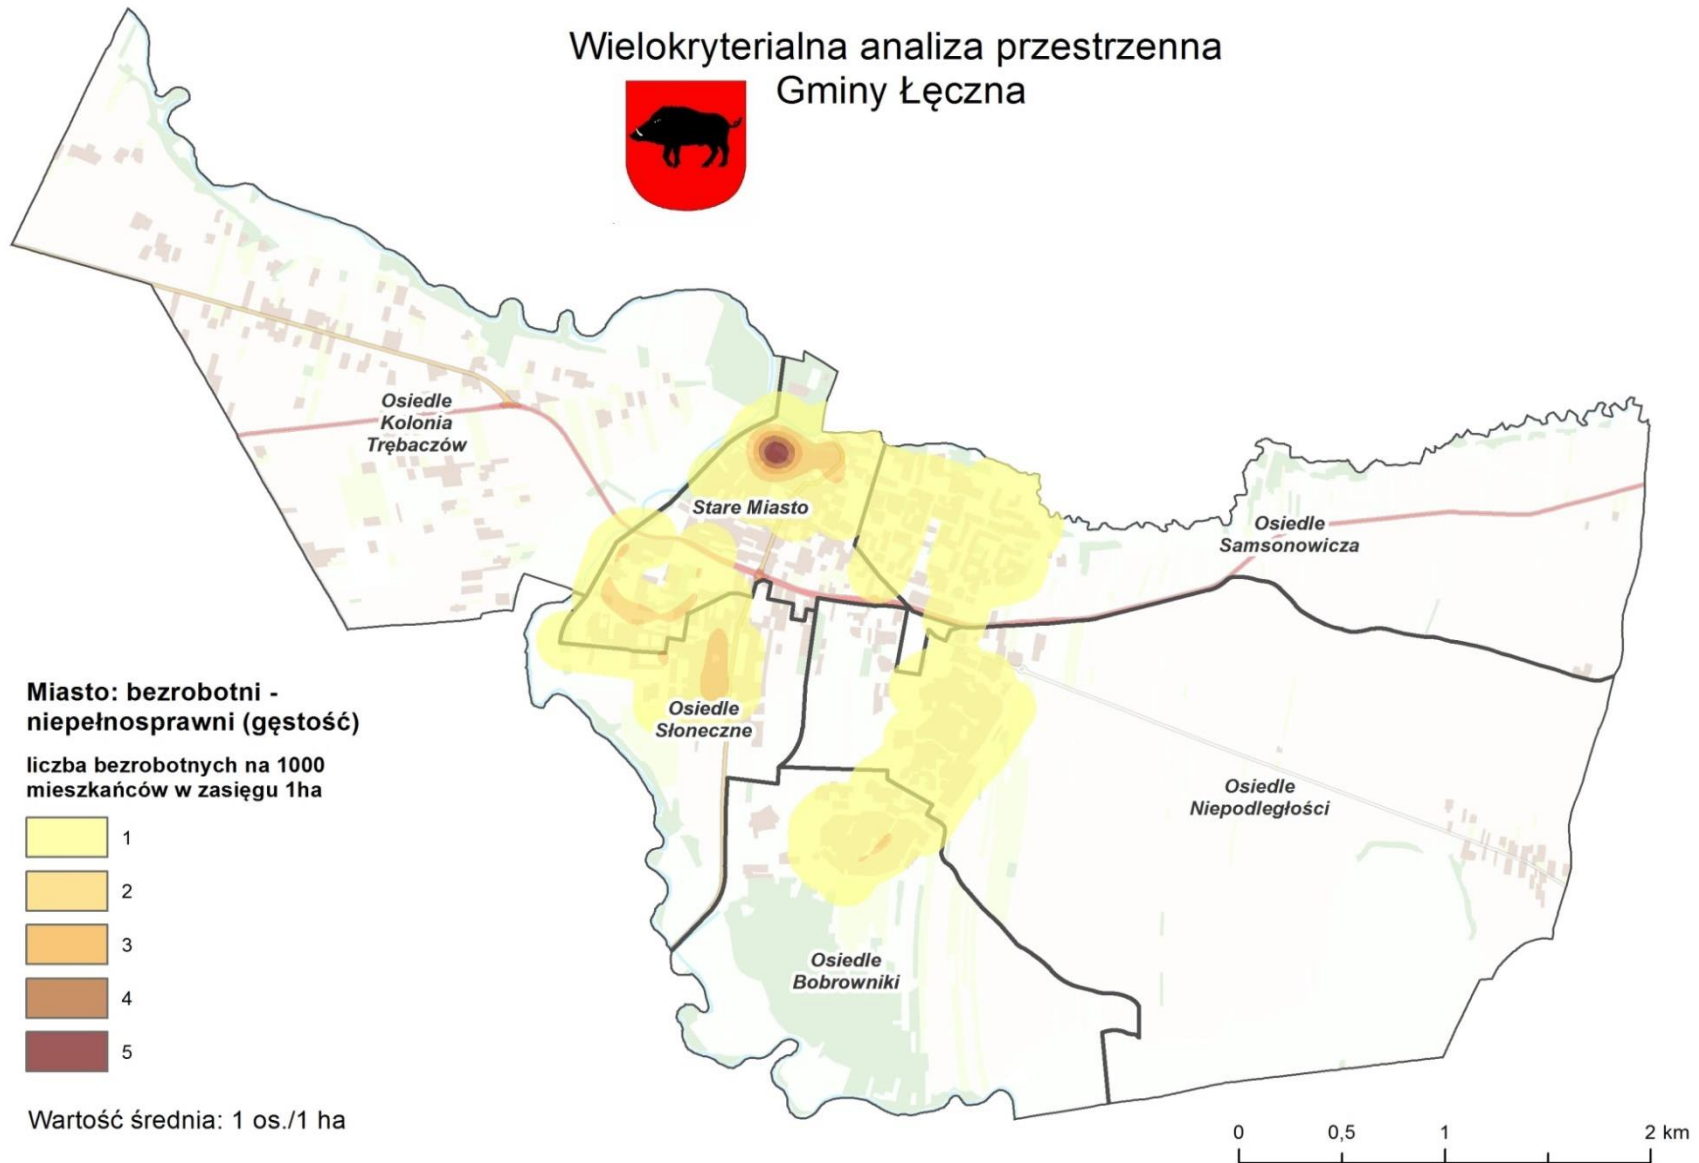 Wielokryterialna analiza przestrzenna
Gminy Łęczna
Osiedle
Kolonia
Trębaczów
Stare Miasto
Osiedle
Samsonowicza
Osiedle
Słoneczne
Osiedle
Niepodległości
Osiedle
Bobrowniki
Miasto: bezrobotni -
niepełnosprawni (gęstość)
liczba bezrobotnych na 1000
mieszkańców w zasięgu 1ha
1
2
3
4
5
Wartość średnia: 1 os./1 ha
0 0,5 1 2 km